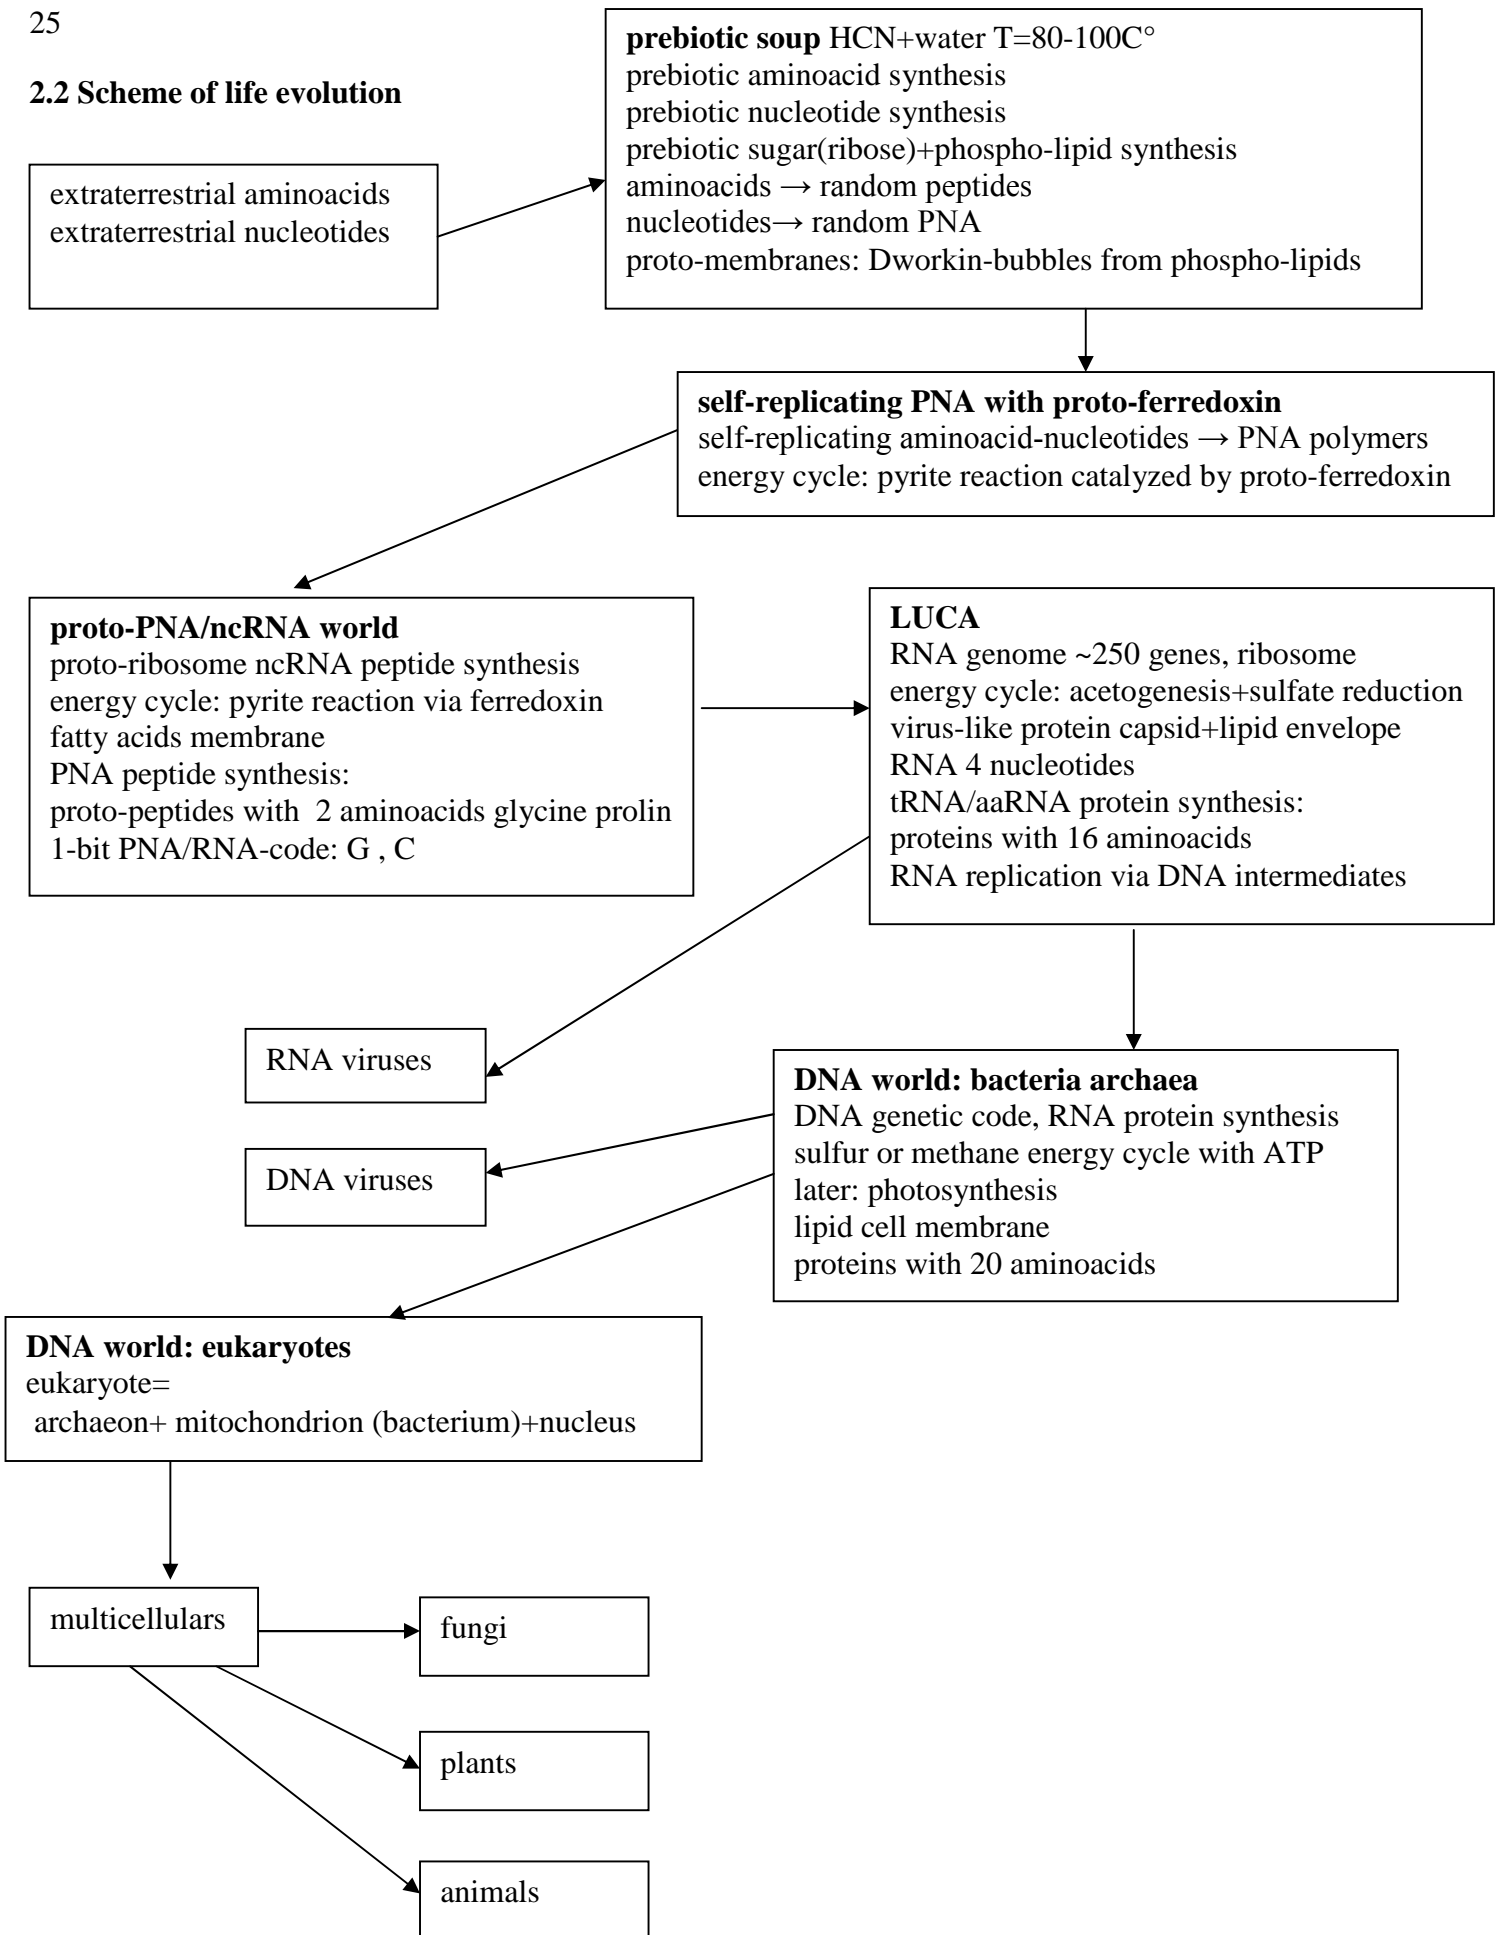 25
2.2 Scheme of life evolution
extraterrestrial aminoacids
extraterrestrial nucleotides
prebiotic soup HCN+water T=80-100C°
prebiotic aminoacid synthesis
prebiotic nucleotide synthesis
prebiotic sugar(ribose)+phospho-lipid synthesis
aminoacids → random peptides
nucleotides→ random PNA
proto-membranes: Dworkin-bubbles from phospho-lipids
self-replicating PNA with proto-ferredoxin
self-replicating aminoacid-nucleotides → PNA polymers
energy cycle: pyrite reaction catalyzed by proto-ferredoxin
proto-PNA/ncRNA world
proto-ribosome ncRNA peptide synthesis
energy cycle: pyrite reaction via ferredoxin
fatty acids membrane
PNA peptide synthesis:
proto-peptides with  2 aminoacids glycine prolin
1-bit PNA/RNA-code: G , C
LUCA
RNA genome ~250 genes, ribosome
energy cycle: acetogenesis+sulfate reduction
virus-like protein capsid+lipid envelope
RNA 4 nucleotides
tRNA/aaRNA protein synthesis:
proteins with 16 aminoacids
RNA replication via DNA intermediates
RNA viruses
DNA viruses
DNA world: bacteria archaea
DNA genetic code, RNA protein synthesis
sulfur or methane energy cycle with ATP
later: photosynthesis
lipid cell membrane
proteins with 20 aminoacids
DNA world: eukaryotes
eukaryote=
archaeon+ mitochondrion (bacterium)+nucleus
multicellulars
fungi
plants
animals